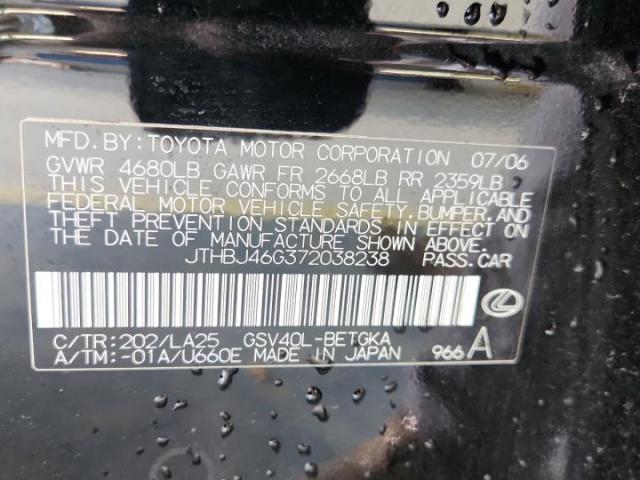 MFD.BY:TOYOTA MOTOR CORPORATION 07/06
GVWR 4680LB GAWR FR 2668LB RR 2359LB
THIS VEHICLE CONFORMS TO ALL APPLICABLE
FEDERAL MOTOR VEHICLE SAFETY,BUMPER,AND
THEFT PREVENTION STANDARDS IN EFFECT ON
THE DATE OF MANUFACTURE SHOWN ABOVE.
JTHBJ46G372038238 PASS.CAR
C/TR:202/LA25 GSV40L-BETGKA
A/TM:-01A/U660E MADE IN JAPAN 966 A